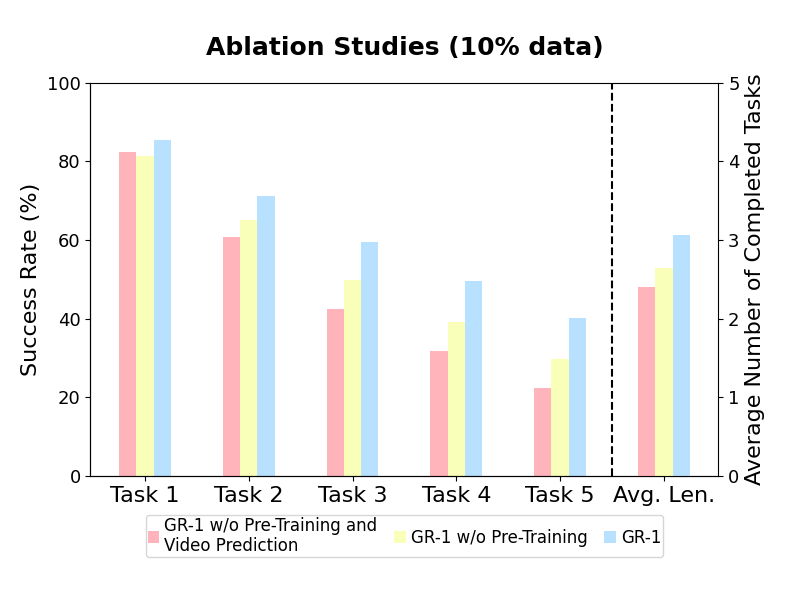 Ablation Studies (10% data)
Success Rate (%)
100
80
60
40
20
0
5
4
3
2
1
0
Average Number of Completed Tasks
Task 1 Task 2 Task 3 Task 4 Task 5 Avg. Len.
GR-1 w/o Pre-Training and
Video Prediction
GR-1 w/o Pre-Training
GR-1